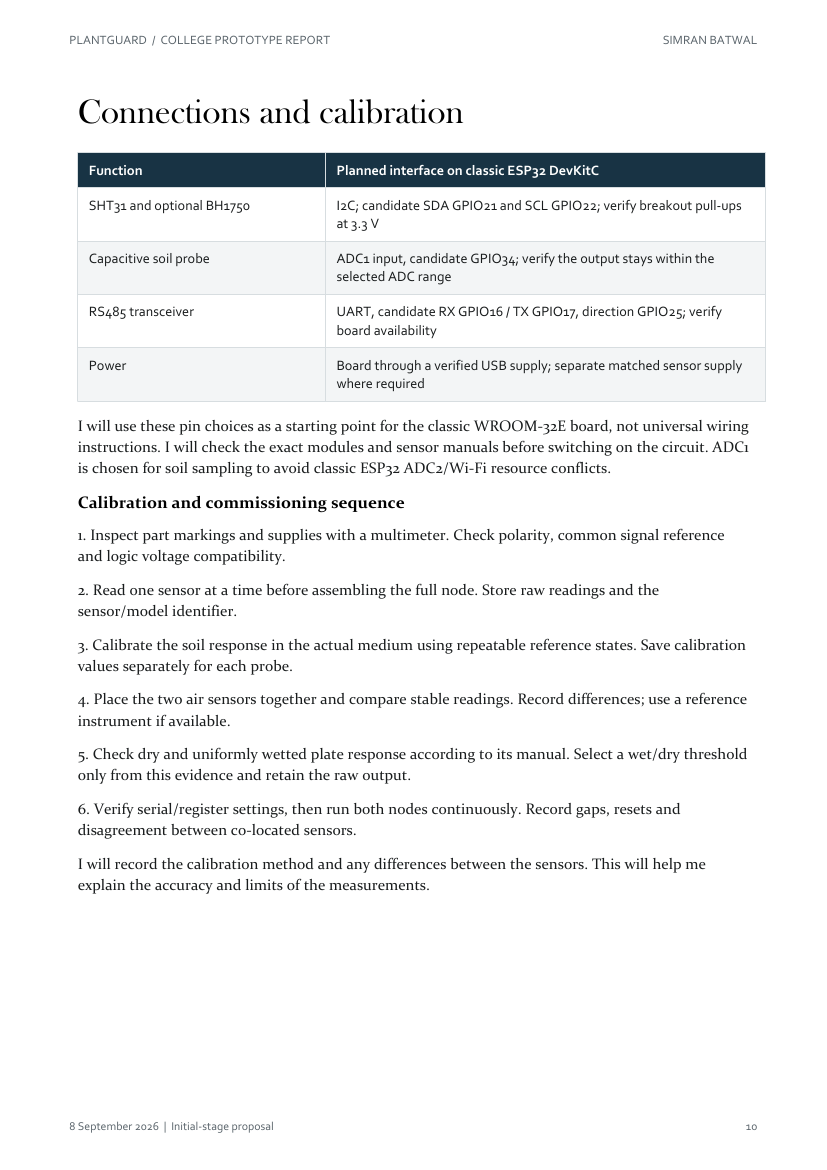 PLANTGUARD / COLLEGE PROTOTYPE REPORT
SIMRAN BATWAL
Connections and calibration
Function
Planned interface on classic ESP32 DevKitC
SHT31 and optional BH1750
I2C; candidate SDA GPIO21 and SCL GPIO22; verify breakout pull-ups
at 3.3 V
Capacitive soil probe
ADC1 input, candidate GPIO34; verify the output stays within the
selected ADC range
RS485 transceiver
UART, candidate RX GPIO16 / TX GPIO17, direction GPIO25; verify
board availability
Power
Board through a verified USB supply; separate matched sensor supply
where required
I will use these pin choices as a starting point for the classic WROOM-32E board, not universal wiring
instructions. I will check the exact modules and sensor manuals before switching on the circuit. ADC1
is chosen for soil sampling to avoid classic ESP32 ADC2/Wi-Fi resource conflicts.
Calibration and commissioning sequence
1. Inspect part markings and supplies with a multimeter. Check polarity, common signal reference
and logic voltage compatibility.
2. Read one sensor at a time before assembling the full node. Store raw readings and the
sensor/model identifier.
3. Calibrate the soil response in the actual medium using repeatable reference states. Save calibration
values separately for each probe.
4. Place the two air sensors together and compare stable readings. Record differences; use a reference
instrument if available.
5. Check dry and uniformly wetted plate response according to its manual. Select a wet/dry threshold
only from this evidence and retain the raw output.
6. Verify serial/register settings, then run both nodes continuously. Record gaps, resets and
disagreement between co-located sensors.
I will record the calibration method and any differences between the sensors. This will help me
explain the accuracy and limits of the measurements.
8 September 2026 | Initial-stage proposal
10